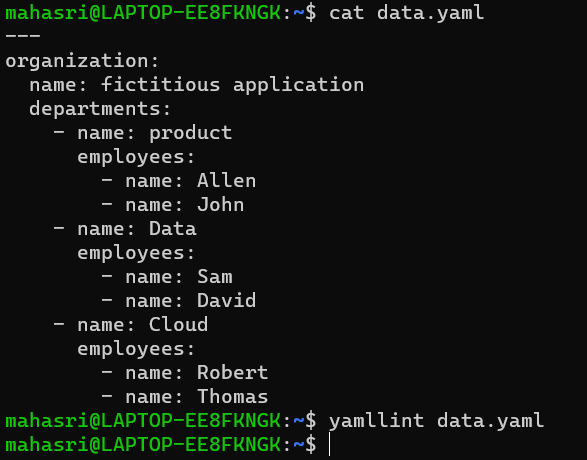 mahasri@LAPTOP-EE8FKNGK:~$ cat data.yaml
---
organization:
  name: fictitious application
  departments:
    - name: product
      employees:
        - name: Allen
        - name: John
    - name: Data
      employees:
        - name: Sam
        - name: David
    - name: Cloud
      employees:
        - name: Robert
        - name: Thomas
mahasri@LAPTOP-EE8FKNGK:~$ yamllint data.yaml
mahasri@LAPTOP-EE8FKNGK:~$